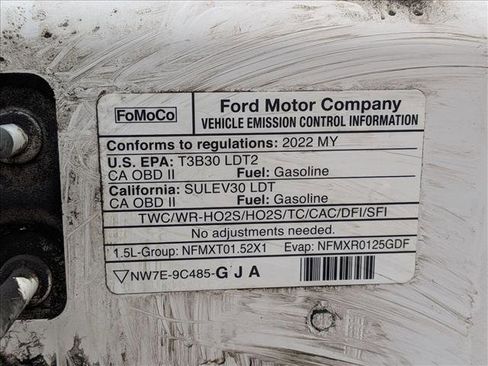 FoMoCo
Ford Motor Company
VEHICLE EMISSION CONTROL INFORMATION
Conforms to regulations: 2022 MY
U.S. EPA: T3B30 LDT2
CA OBD II Fuel: Gasoline
California: SULEV30 LDT
CA OBD II Fuel: Gasoline
TWC/WR-HO2S/HO2S/TC/CAC/DFI/SFI
No adjustments needed.
1.5L-Group: NFMXT01.52X1 Evap: NFMXR0125GDF
NW7E-9C485-GJA